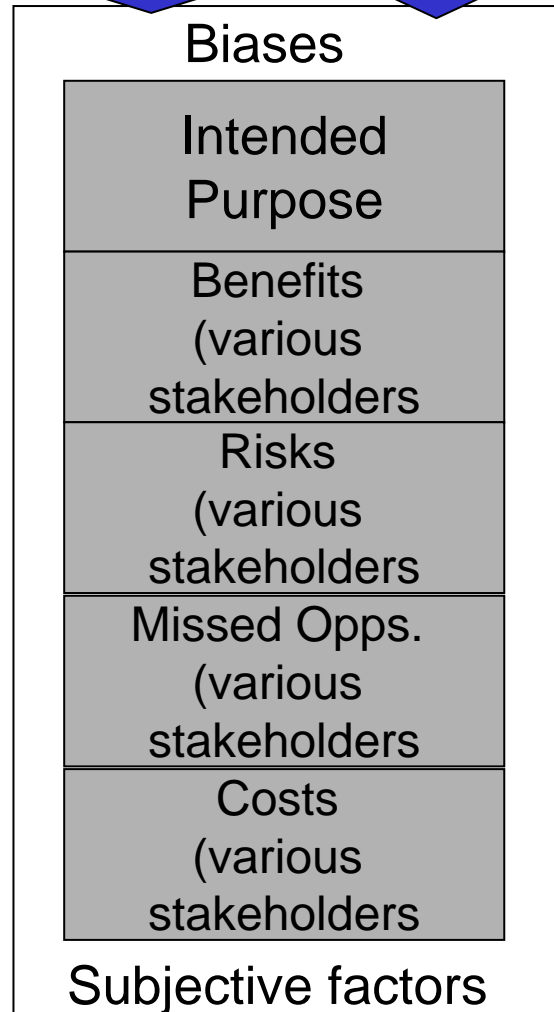 Biases
Intended
Purpose
Benefits
(various
stakeholders
Risks
(various
stakeholders
Missed Opps.
(various
stakeholders
Costs
(various
stakeholders
Subjective factors